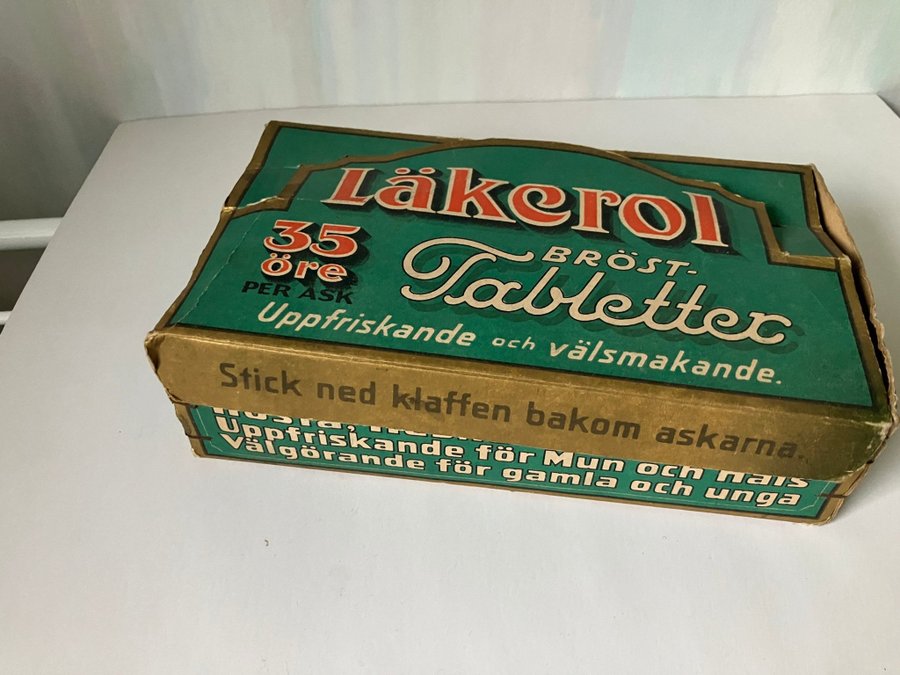 Läkerol
35
öre
PER ASK
BRÖST-
Tabletter
Uppfriskande och välsmakande.
Stick ned klaffen bakom askarna.
Uppfriskande för Mun och Hals
Välgörande för gamla och unga